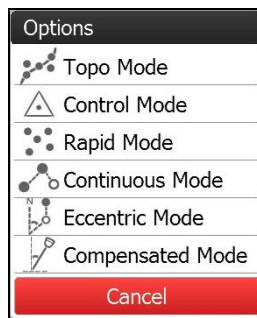 Options
Topo Mode
Control Mode
Rapid Mode
Continuous Mode
N
Eccentric Mode
Compensated Mode
Cancel